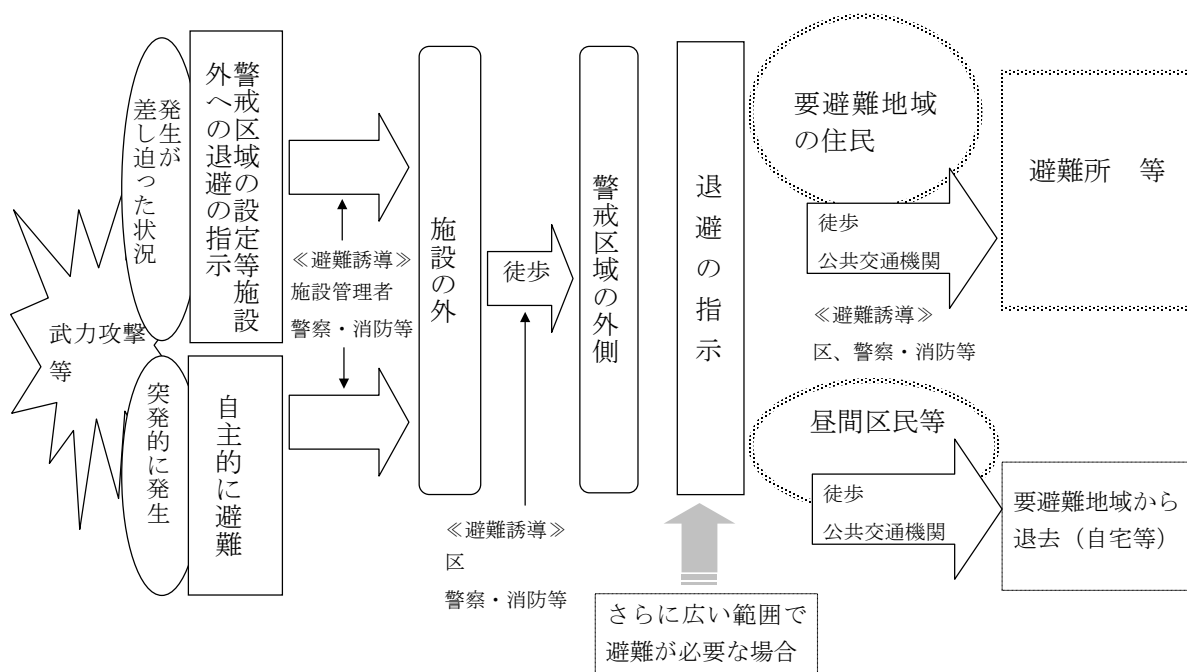 武力攻撃
等
発生が
差し迫った状況
突発的に発生
警戒区域の設定等施設
外への退避の指示
自主的に避難
≪避難誘導≫
施設管理者
警察・消防等
施設の外
徒歩
≪避難誘導≫
区
警察・消防等
警戒区域の外側
退避の指示
さらに広い範囲で
避難が必要な場合
要避難地域
の住民
徒歩
公共交通機関
≪避難誘導≫
区、警察・消防等
避難所　等
昼間区民等
徒歩
公共交通機関
要避難地域から
退去（自宅等）